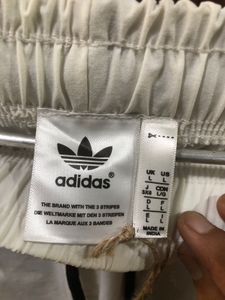 adidas®
THE BRAND WITH THE 3 STRIPES
DIE WELTMARKE MIT DEN 3 STREIFEN
LA MARQUE AUX 3 BANDES
UK L US L
D L F L
E L I L
MADE IN
INDIA